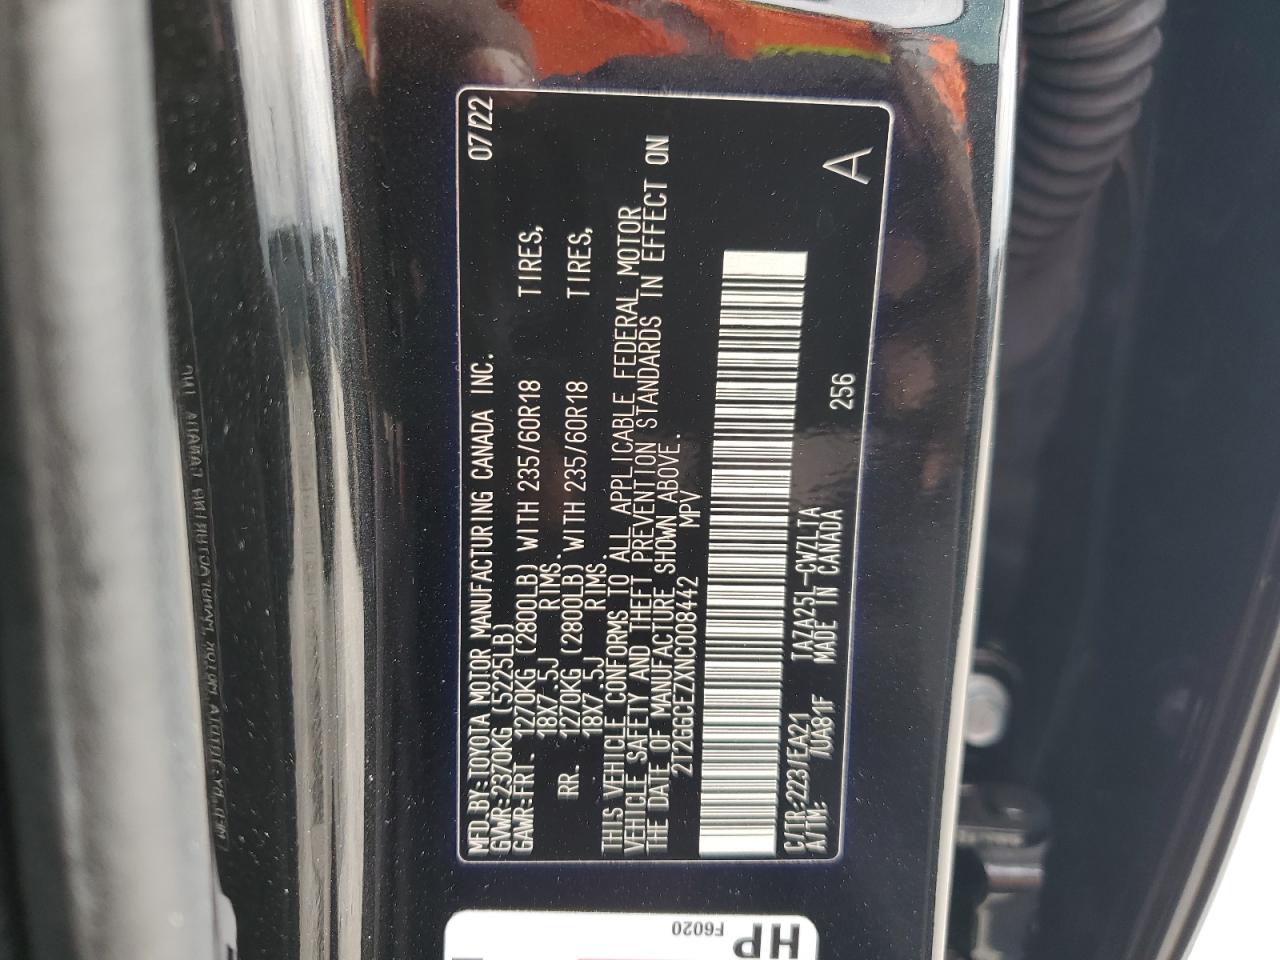 MFD.BY:TOYOTA MOTOR MANUFACTURING CANADA INC. 07/22
GVWR:2370KG (5225LB)
GAWR:FRT. 1270KG (2800LB) WITH 235/60R18 TIRES,
18X7.5J RIMS.
RR. 1270KG (2800LB) WITH 235/60R18 TIRES,
18X7.5J RIMS.
THIS VEHICLE CONFORMS TO ALL APPLICABLE FEDERAL MOTOR
VEHICLE SAFETY AND THEFT PREVENTION STANDARDS IN EFFECT ON
THE DATE OF MANUFACTURE SHOWN ABOVE.
2T2GGCEZXNC008442 MPV
C/TR:223/EA21 TAZA25L-CWZLTA 256 A
A/TM: /UA81F MADE IN CANADA
HP
F6020